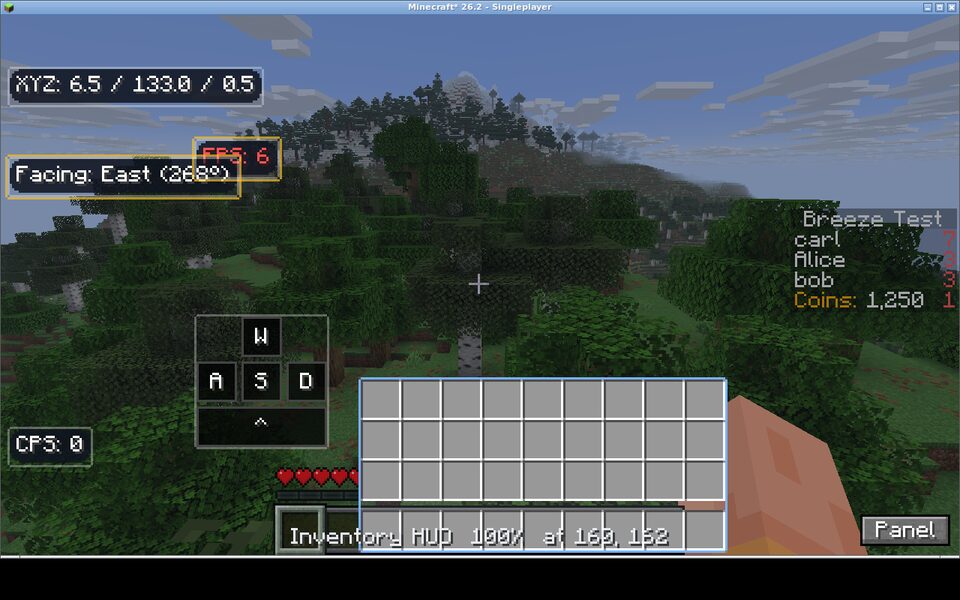 Minecraft* 26.2 - Singleplayer
XYZ: 6.5 / 133.0 / 0.5
FPS: 6
Facing: East (268°)
Breeze Test
carl
Alice
bob 3
Coins: 1,250 1
W
A S D
^
CPS: 0
Inventory HUD 100% at 160, 162
Panel